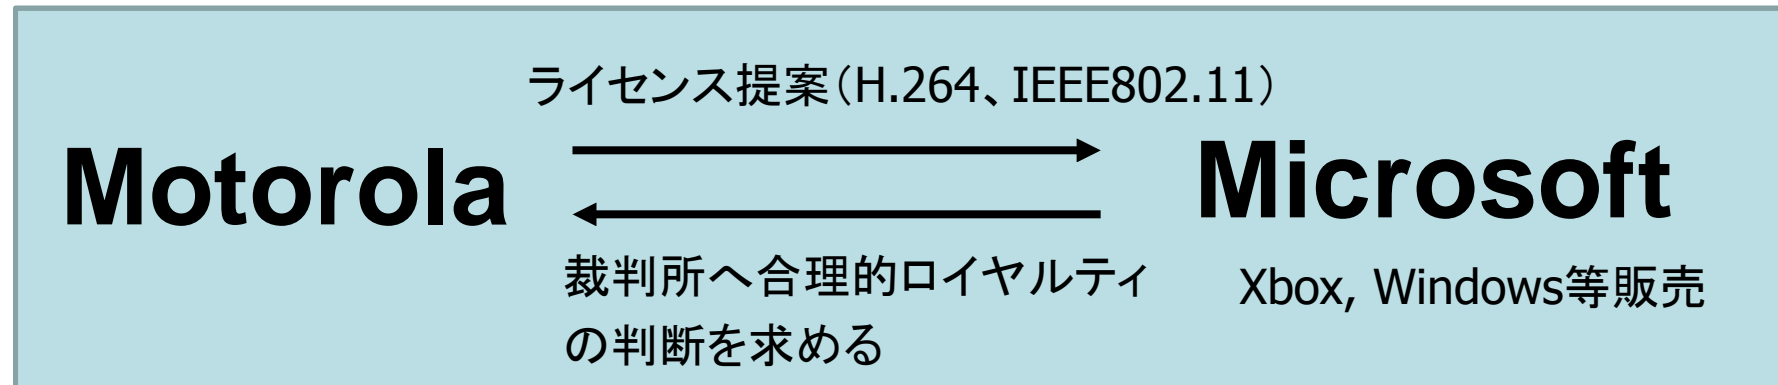 ライセンス提案（H.264、IEEE802.11）
Motorola
Microsoft
裁判所へ合理的ロイヤルティ
の判断を求める
Xbox, Windows等販売